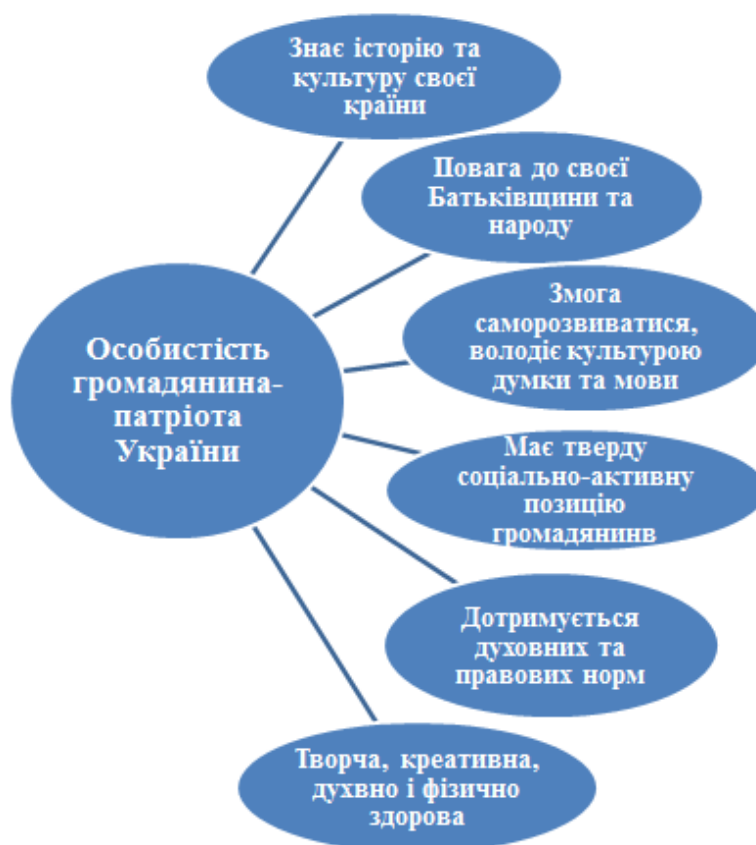 Знає історію та
культуру своєї
країни
Повага до своєї
Батьківщини та
народу
Змога
саморозвиватися,
володіє культурою
думки та мови
Особистість
громадянина-
патріота
України
Має тверду
соціально-активну
позицію
громадянинв
Дотримується
духовних та
правових норм
Творча, креативна,
духвно і фізично
здорова